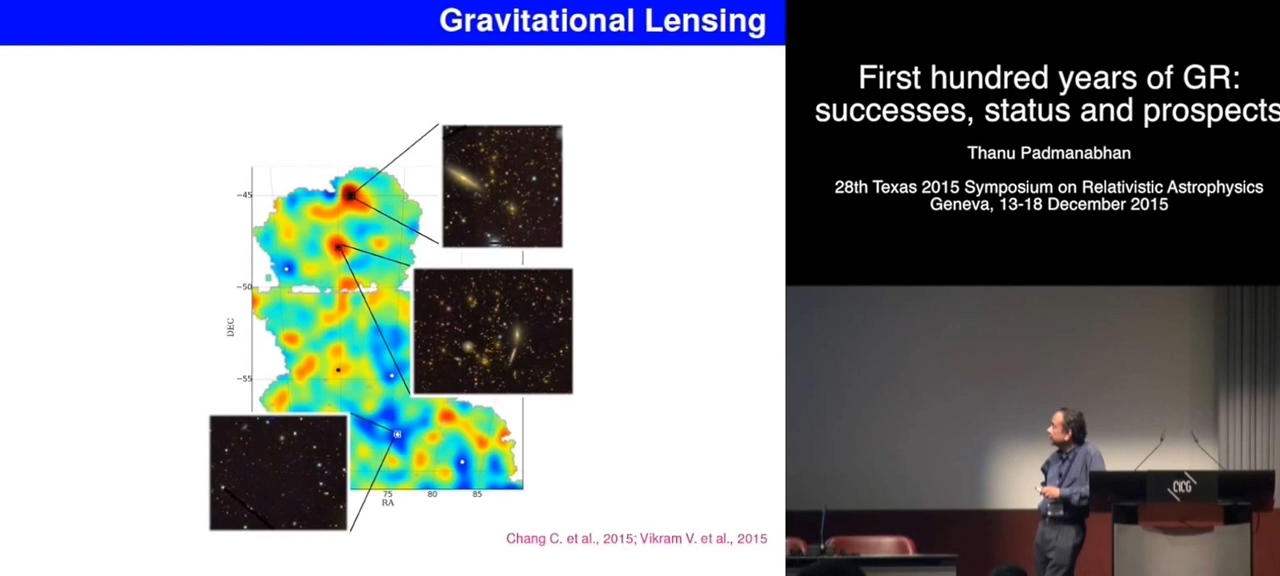 Gravitational Lensing
First hundred years of GR:
successes, status and prospects
Thanu Padmanabhan
28th Texas 2015 Symposium on Relativistic Astrophysics
Geneva, 13-18 December 2015
−45
−50
DEC
−55
75
80
85
RA
Chang C. et al., 2015; Vikram V. et al., 2015
CICG